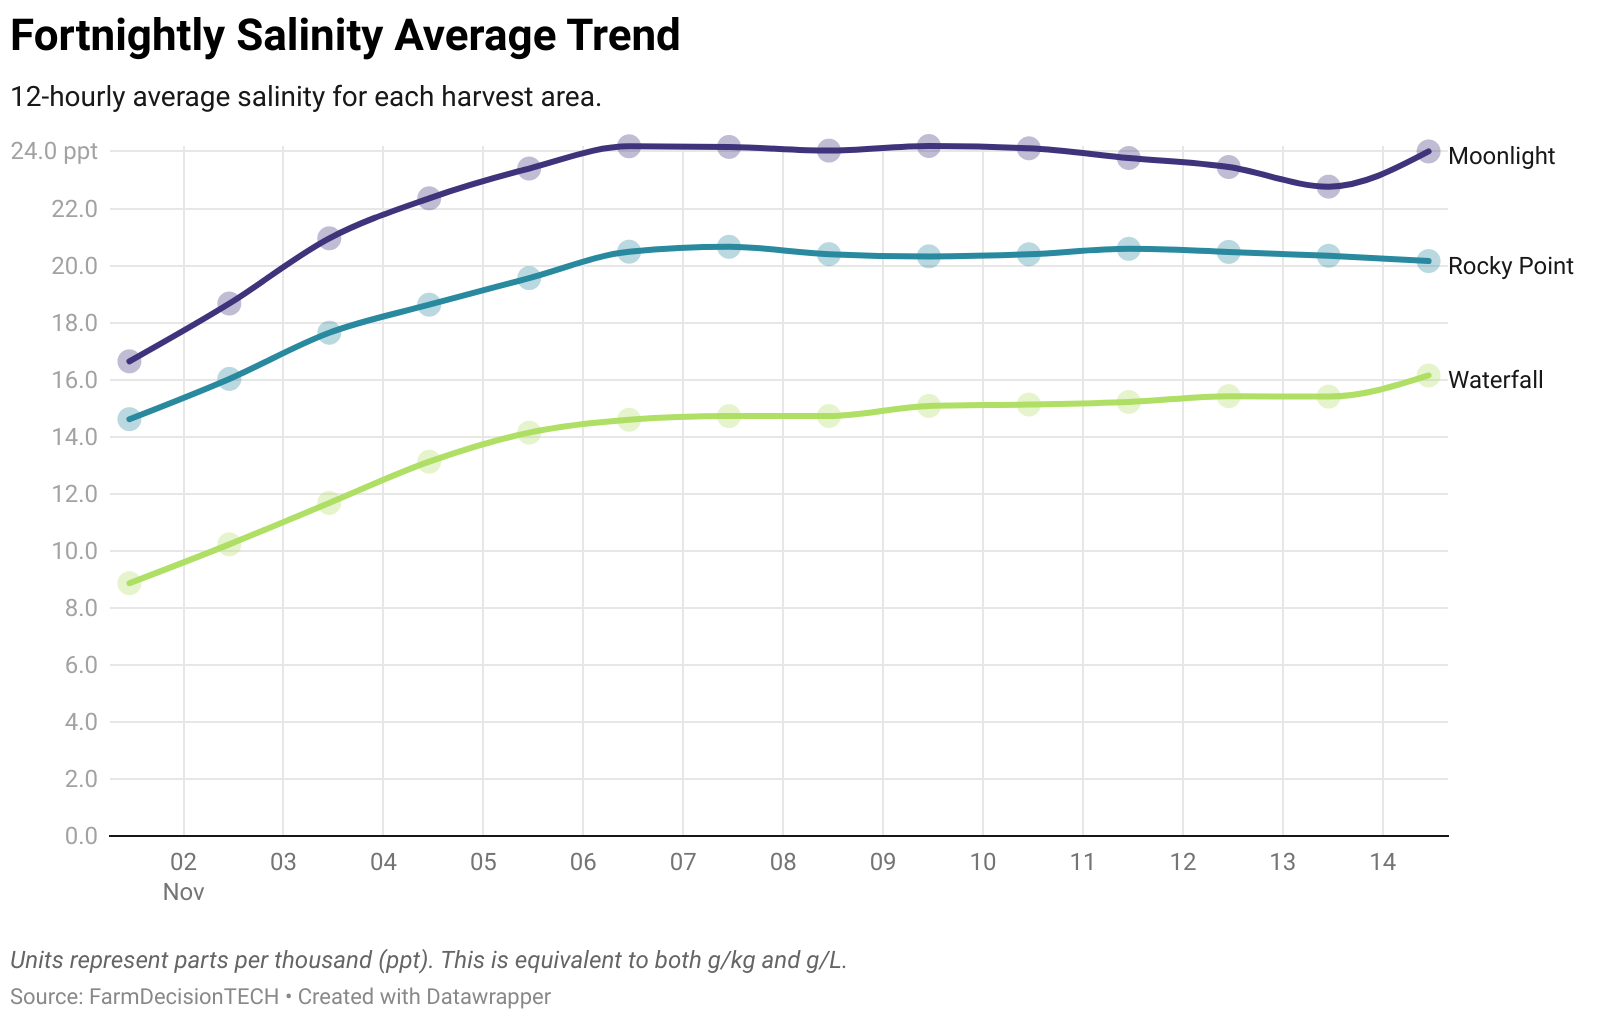 Fortnightly Salinity Average Trend
12-hourly average salinity for each harvest area.
24.0 ppt
22.0
20.0
18.0
16.0
14.0
12.0
10.0
8.0
6.0
4.0
2.0
0.0
Moonlight
Rocky Point
Waterfall
02 03 04 05 06 07 08 09 10 11 12 13 14
Nov
Units represent parts per thousand (ppt). This is equivalent to both g/kg and g/L.
Source: FarmDecisionTECH • Created with Datawrapper